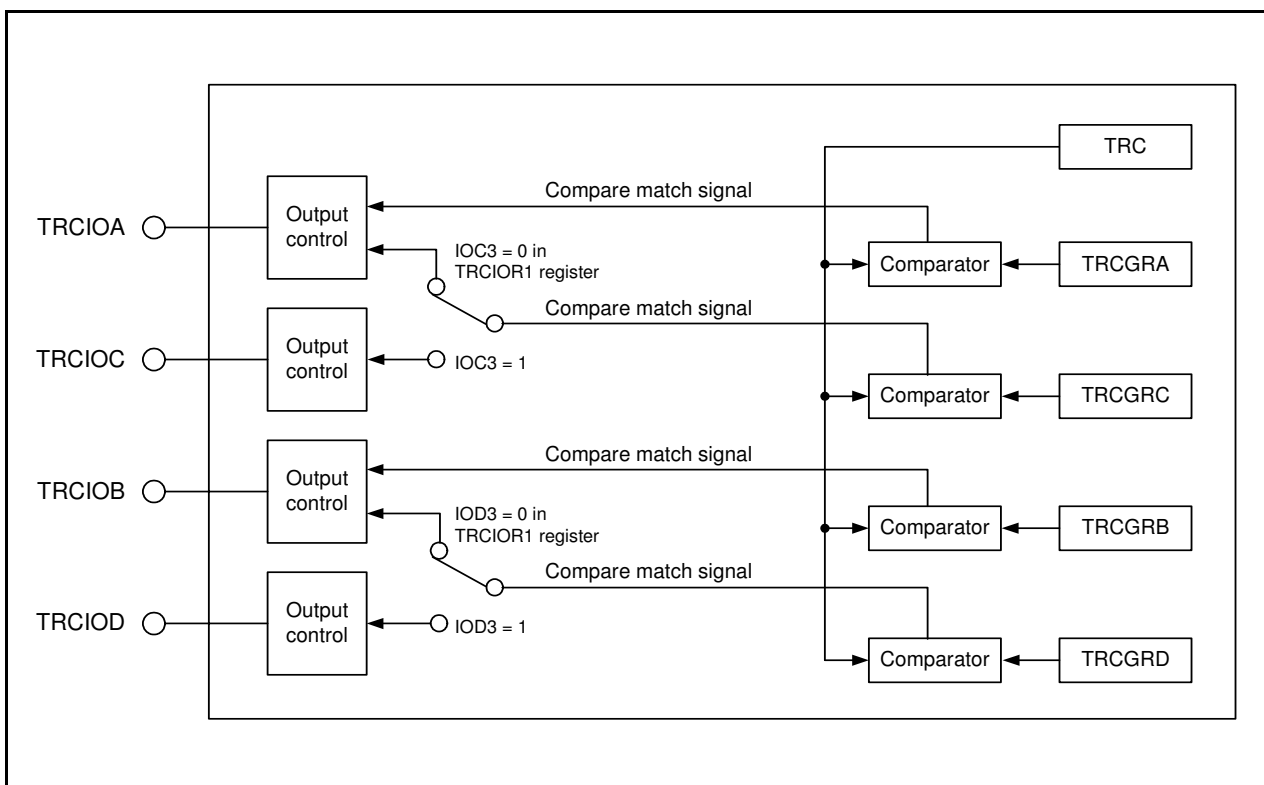 TRC
Compare match signal
TRCIOA
Output
control
IOC3 = 0 in
TRCIOR1 register
Comparator
TRCGRA
Compare match signal
TRCIOC
Output
control
IOC3 = 1
Comparator
TRCGRC
Compare match signal
TRCIOB
Output
control
IOD3 = 0 in
TRCIOR1 register
Comparator
TRCGRB
Compare match signal
TRCIOD
Output
control
IOD3 = 1
Comparator
TRCGRD